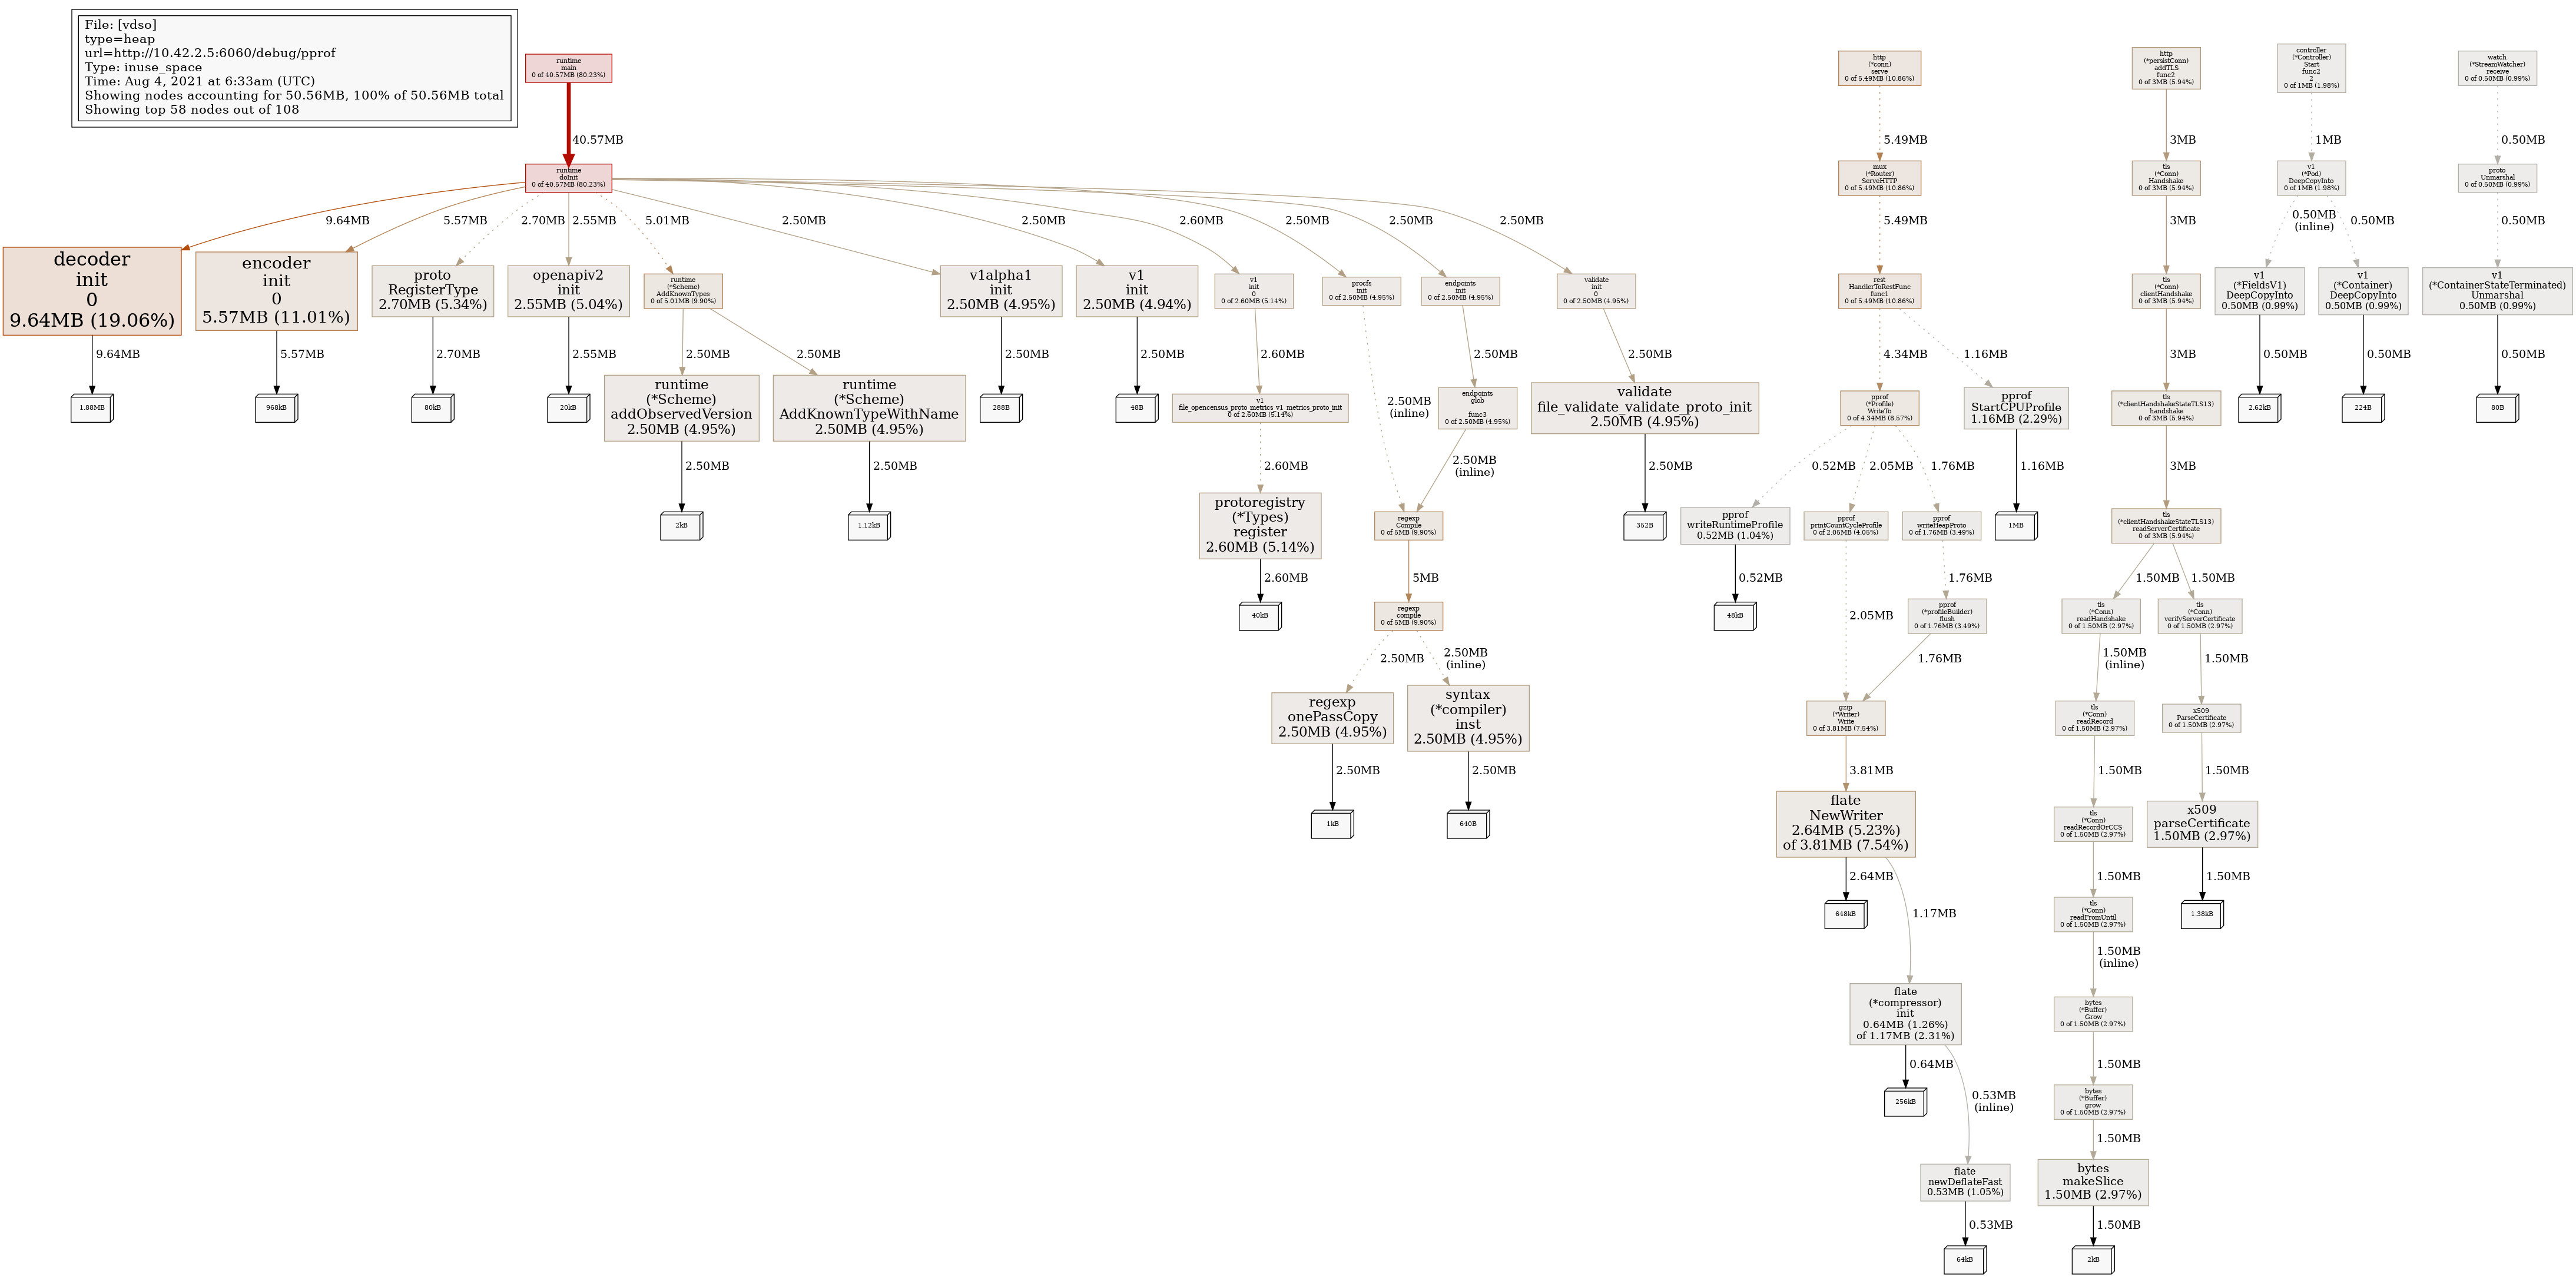 File: [vdso]
type=heap
url=http://10.42.2.5:6060/debug/pprof
Type: inuse_space
Time: Aug 4, 2021 at 6:33am (UTC)
Showing nodes accounting for 50.56MB, 100% of 50.56MB total
Showing top 58 nodes out of 108
runtime
main
0 of 40.57MB (80.23%)
40.57MB
runtime
doInit
0 of 40.57MB (80.23%)
9.64MB
5.57MB
2.70MB
2.55MB
5.01MB
2.50MB
2.50MB
2.60MB
2.50MB
2.50MB
2.50MB
decoder
init
0
9.64MB (19.06%)
9.64MB
1.88MB
encoder
init
0
5.57MB (11.01%)
5.57MB
968kB
proto
RegisterType
2.70MB (5.34%)
2.70MB
80kB
openapiv2
init
2.55MB (5.04%)
2.55MB
20kB
runtime
(*Scheme)
AddKnownTypes
0 of 5.01MB (9.90%)
2.50MB
2.50MB
runtime
(*Scheme)
addObservedVersion
2.50MB (4.95%)
2.50MB
2kB
runtime
(*Scheme)
AddKnownTypeWithName
2.50MB (4.95%)
2.50MB
1.12kB
v1alpha1
init
2.50MB (4.95%)
2.50MB
288B
v1
init
2.50MB (4.94%)
2.50MB
48B
v1
init
0
0 of 2.60MB (5.14%)
2.60MB
v1
file_opencensus_proto_metrics_v1_metrics_proto_init
0 of 2.60MB (5.14%)
2.60MB
protoregistry
(*Types)
register
2.60MB (5.14%)
2.60MB
40kB
procfs
init
0 of 2.50MB (4.95%)
2.50MB
(inline)
endpoints
init
0 of 2.50MB (4.95%)
2.50MB
endpoints
glob

func3
0 of 2.50MB (4.95%)
2.50MB
(inline)
regexp
Compile
0 of 5MB (9.90%)
5MB
regexp
compile
0 of 5MB (9.90%)
2.50MB
2.50MB
(inline)
regexp
onePassCopy
2.50MB (4.95%)
2.50MB
1kB
syntax
(*compiler)
inst
2.50MB (4.95%)
2.50MB
640B
validate
init
0
0 of 2.50MB (4.95%)
2.50MB
validate
file_validate_validate_proto_init
2.50MB (4.95%)
2.50MB
352B
http
(*conn)
serve
0 of 5.49MB (10.86%)
5.49MB
mux
(*Router)
ServeHTTP
0 of 5.49MB (10.86%)
5.49MB
rest
HandlerToRestFunc
func1
0 of 5.49MB (10.86%)
4.34MB
1.16MB
pprof
(*Profile)
WriteTo
0 of 4.34MB (8.57%)
0.52MB
2.05MB
1.76MB
pprof
StartCPUProfile
1.16MB (2.29%)
1.16MB
1MB
pprof
writeRuntimeProfile
0.52MB (1.04%)
0.52MB
48kB
pprof
printCountCycleProfile
0 of 2.05MB (4.05%)
2.05MB
pprof
writeHeapProto
0 of 1.76MB (3.49%)
1.76MB
pprof
(*profileBuilder)
flush
0 of 1.76MB (3.49%)
1.76MB
gzip
(*Writer)
Write
0 of 3.81MB (7.54%)
3.81MB
flate
NewWriter
2.64MB (5.23%)
of 3.81MB (7.54%)
2.64MB
648kB
1.17MB
flate
(*compressor)
init
0.64MB (1.26%)
of 1.17MB (2.31%)
0.64MB
256kB
0.53MB
(inline)
flate
newDeflateFast
0.53MB (1.05%)
0.53MB
64kB
http
(*persistConn)
addTLS
func2
0 of 3MB (5.94%)
3MB
tls
(*Conn)
Handshake
0 of 3MB (5.94%)
3MB
tls
(*Conn)
clientHandshake
0 of 3MB (5.94%)
3MB
tls
(*clientHandshakeStateTLS13)
handshake
0 of 3MB (5.94%)
3MB
tls
(*clientHandshakeStateTLS13)
readServerCertificate
0 of 3MB (5.94%)
1.50MB
1.50MB
tls
(*Conn)
readHandshake
0 of 1.50MB (2.97%)
1.50MB
(inline)
tls
(*Conn)
readRecord
0 of 1.50MB (2.97%)
1.50MB
tls
(*Conn)
readRecordOrCCS
0 of 1.50MB (2.97%)
1.50MB
tls
(*Conn)
readFromUntil
0 of 1.50MB (2.97%)
1.50MB
(inline)
bytes
(*Buffer)
Grow
0 of 1.50MB (2.97%)
1.50MB
bytes
(*Buffer)
grow
0 of 1.50MB (2.97%)
1.50MB
bytes
makeSlice
1.50MB (2.97%)
1.50MB
2kB
tls
(*Conn)
verifyServerCertificate
0 of 1.50MB (2.97%)
1.50MB
x509
ParseCertificate
0 of 1.50MB (2.97%)
1.50MB
x509
parseCertificate
1.50MB (2.97%)
1.50MB
1.38kB
controller
(*Controller)
Start
func2
2
0 of 1MB (1.98%)
1MB
v1
(*Pod)
DeepCopyInto
0 of 1MB (1.98%)
0.50MB
(inline)
0.50MB
v1
(*FieldsV1)
DeepCopyInto
0.50MB (0.99%)
0.50MB
2.62kB
v1
(*Container)
DeepCopyInto
0.50MB (0.99%)
0.50MB
224B
watch
(*StreamWatcher)
receive
0 of 0.50MB (0.99%)
0.50MB
proto
Unmarshal
0 of 0.50MB (0.99%)
0.50MB
v1
(*ContainerStateTerminated)
Unmarshal
0.50MB (0.99%)
0.50MB
80B